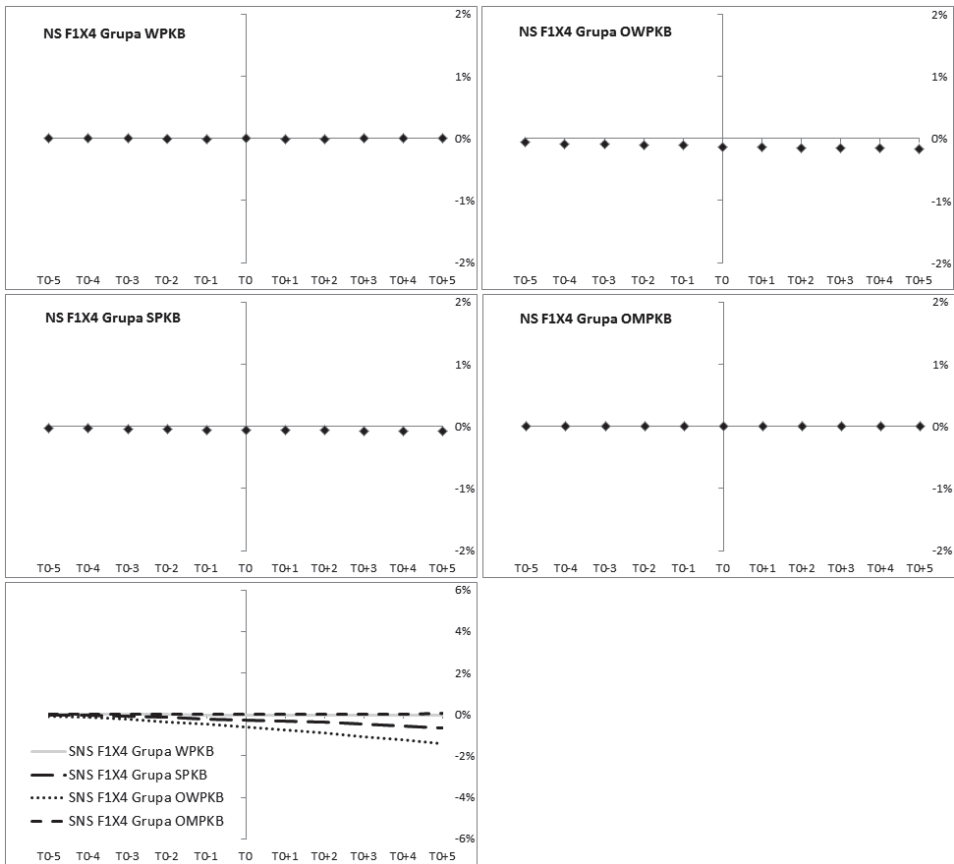 NS F1X4 Grupa WPKB
2%
1%
0%
-1%
-2%
T0-5 T0-4 T0-3 T0-2 T0-1 T0 T0+1 T0+2 T0+3 T0+4 T0+5
NS F1X4 Grupa OWPKB
2%
1%
0%
-1%
-2%
T0-5 T0-4 T0-3 T0-2 T0-1 T0 T0+1 T0+2 T0+3 T0+4 T0+5
NS F1X4 Grupa SPKB
2%
1%
0%
-1%
-2%
T0-5 T0-4 T0-3 T0-2 T0-1 T0 T0+1 T0+2 T0+3 T0+4 T0+5
NS F1X4 Grupa OMPKB
2%
1%
0%
-1%
-2%
T0-5 T0-4 T0-3 T0-2 T0-1 T0 T0+1 T0+2 T0+3 T0+4 T0+5
6%
4%
2%
0%
-2%
-4%
-6%
SNS F1X4 Grupa WPKB
SNS F1X4 Grupa SPKB
SNS F1X4 Grupa OWPKB
SNS F1X4 Grupa OMPKB
T0-5 T0-4 T0-3 T0-2 T0-1 T0 T0+1 T0+2 T0+3 T0+4 T0+5